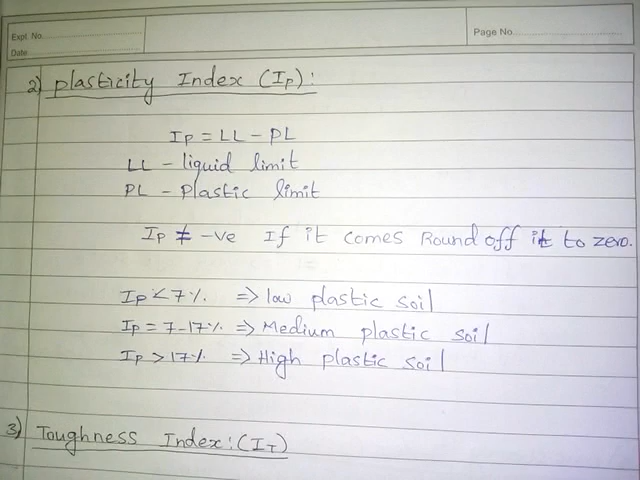 Expt. No.
Date
Page No.
2) Plasticity Index (IP):
IP = LL - PL
LL - liquid limit
PL - Plastic limit
IP ≠ -ve If it comes Round off it to zero.
IP < 7% => low plastic soil
IP = 7-17% => Medium plastic soil
IP > 17% => High plastic soil
3) Toughness Index: (IT)